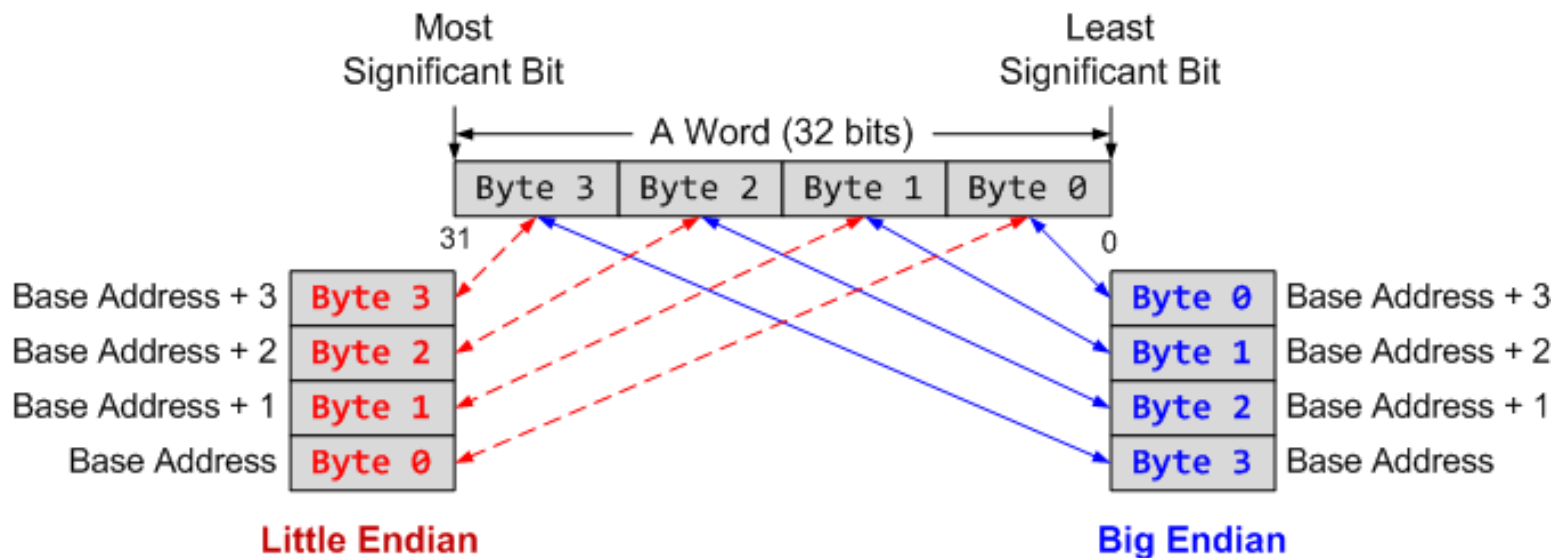 Most
Significant Bit
Least
Significant Bit
A Word (32 bits)
Byte 3 Byte 2 Byte 1 Byte 0
31
0
Base Address + 3 Byte 3
Base Address + 2 Byte 2
Base Address + 1 Byte 1
Base Address Byte 0
Little Endian
Byte 0 Base Address + 3
Byte 1 Base Address + 2
Byte 2 Base Address + 1
Byte 3 Base Address
Big Endian